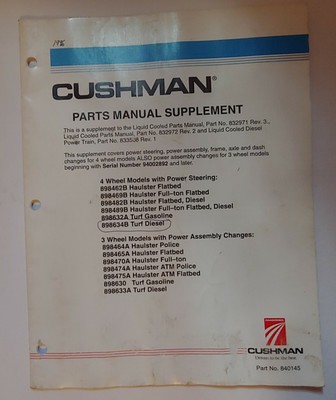 CUSHMAN®
PARTS MANUAL SUPPLEMENT
This is a supplement to the Liquid Cooled Parts Manual, Part No. 832971 Rev. 3.,
Liquid Cooled Parts Manual, Part No. 832972 Rev. 2 and Liquid Cooled Diesel
Power Train, Part No. 833538 Rev. 1
This supplement covers power steering, power assembly, frame, axle and dash
changes for 4 wheel models ALSO power assembly changes for 3 wheel models
beginning with Serial Number 94002892 and later.
4 Wheel Models with Power Steering:
898462B Haulster Flatbed
898469B Haulster Full-ton Flatbed
898482B Haulster Flatbed, Diesel
898489B Haulster Full-ton Flatbed, Diesel
898632A Turf Gasoline
898634B Turf Diesel
3 Wheel Models with Power Assembly Changes:
898464A Haulster Police
898465A Haulster Flatbed
898470A Haulster Full-ton
898474A Haulster ATM Police
898475A Haulster ATM Flatbed
898630 Turf Gasoline
898633A Turf Diesel
CUSHMAN
Part No. 840145